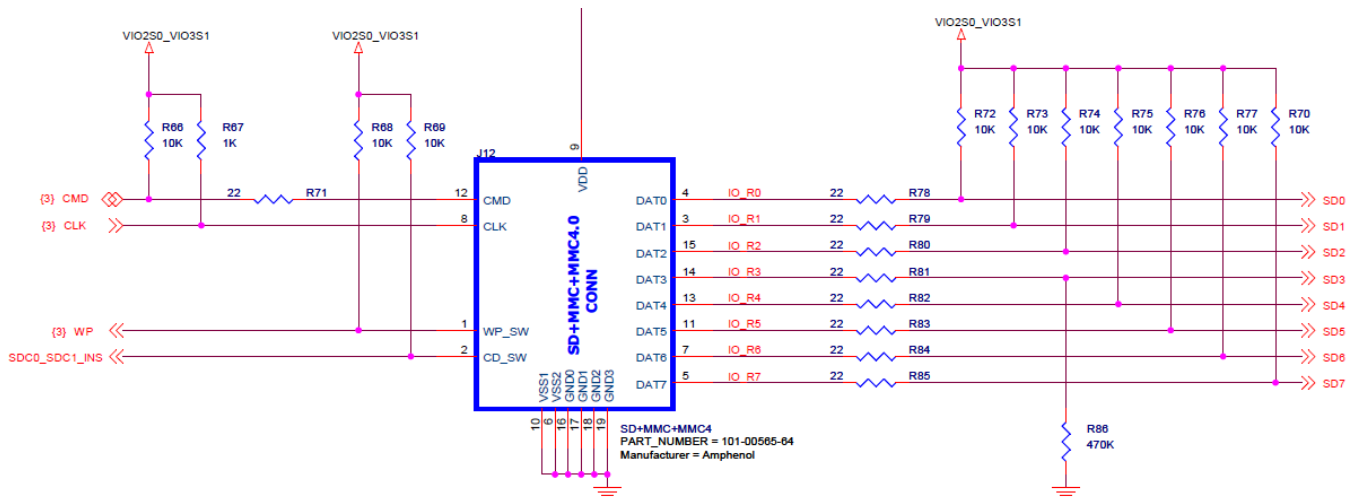 VIO2S0_VIO3S1
VIO2S0_VIO3S1
VIO2S0_VIO3S1
R66
10K
R67
1K
R68
10K
R69
10K
R72
10K
R73
10K
R74
10K
R75
10K
R76
10K
R77
10K
R70
10K
J12
9
VDD
{3} CMD
22
R71
12
CMD
{3} CLK
8
CLK
{3} WP
1
WP_SW
SDC0_SDC1_INS
2
CD_SW
SD+MMC+MMC4.0
CONN
DAT0
4
IO_R0
22
R78
SD0
DAT1
3
IO_R1
22
R79
SD1
DAT2
15
IO_R2
22
R80
SD2
DAT3
14
IO_R3
22
R81
SD3
DAT4
13
IO_R4
22
R82
SD4
DAT5
11
IO_R5
22
R83
SD5
DAT6
7
IO_R6
22
R84
SD6
DAT7
5
IO_R7
22
R85
SD7
VSS1
VSS2
GND0
GND1
GND2
GND3
10
6
16
17
18
19
SD+MMC+MMC4
PART_NUMBER = 101-00565-64
Manufacturer = Amphenol
R86
470K